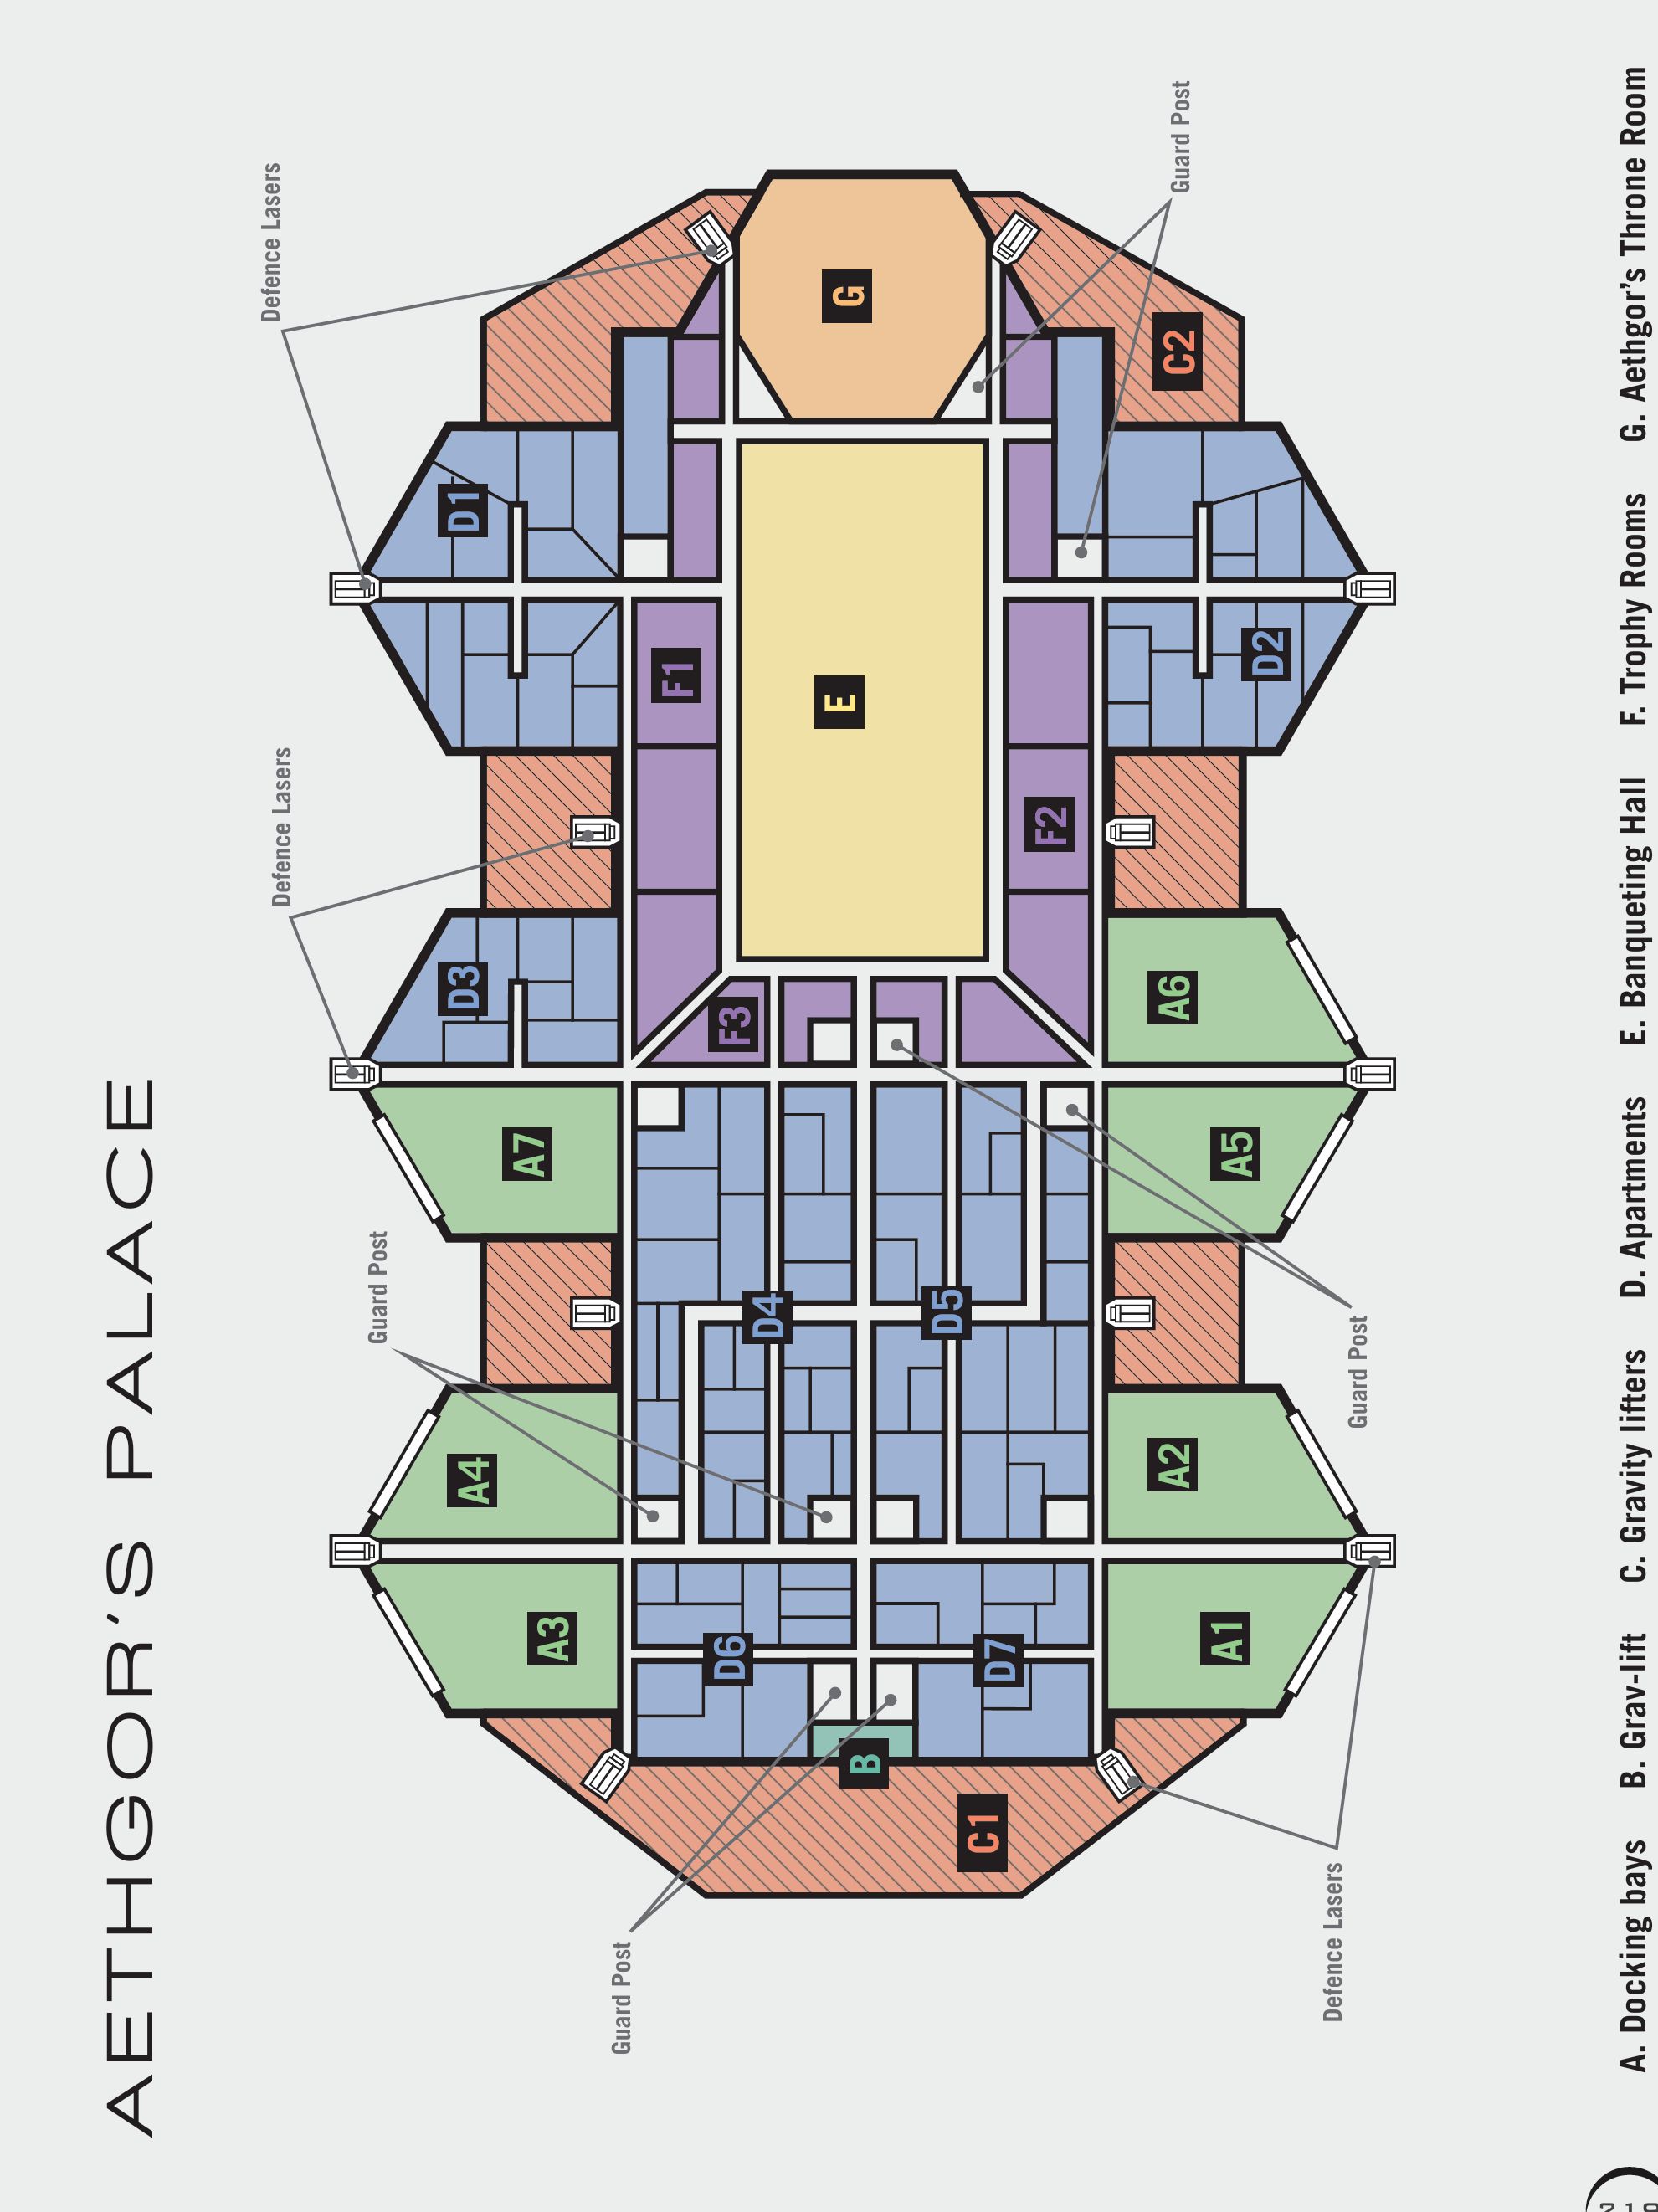 AETHGOR'S PALACE
Defence Lasers
Defence Lasers
Guard Post
A4
D3
D1
A3
A7
Guard Post
F1
D6
F3
D4
B
E
G
D5
C1
D7
F2
A2
A6
C2
Guard Post
A1
A5
D2
Defence Lasers
Guard Post
A. Docking bays B. Grav-lift C. Gravity lifters D. Apartments E. Banqueting Hall F. Trophy Rooms G. Aethgor's Throne Room